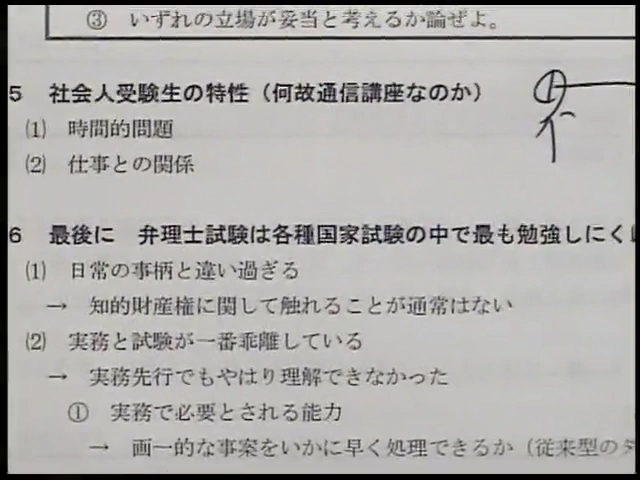 ③ いずれの立場が妥当と考えるか論ぜよ。
5 社会人受験生の特性（何故通信講座なのか）
(1) 時間的問題
(2) 仕事との関係
6 最後に 弁理士試験は各種国家試験の中で最も勉強しにくい
(1) 日常の事柄と違い過ぎる
→ 知的財産権に関して触れることが通常はない
(2) 実務と試験が一番乖離している
→ 実務先行でもやはり理解できなかった
① 実務で必要とされる能力
→ 画一的な事案をいかに早く処理できるか（従来型の